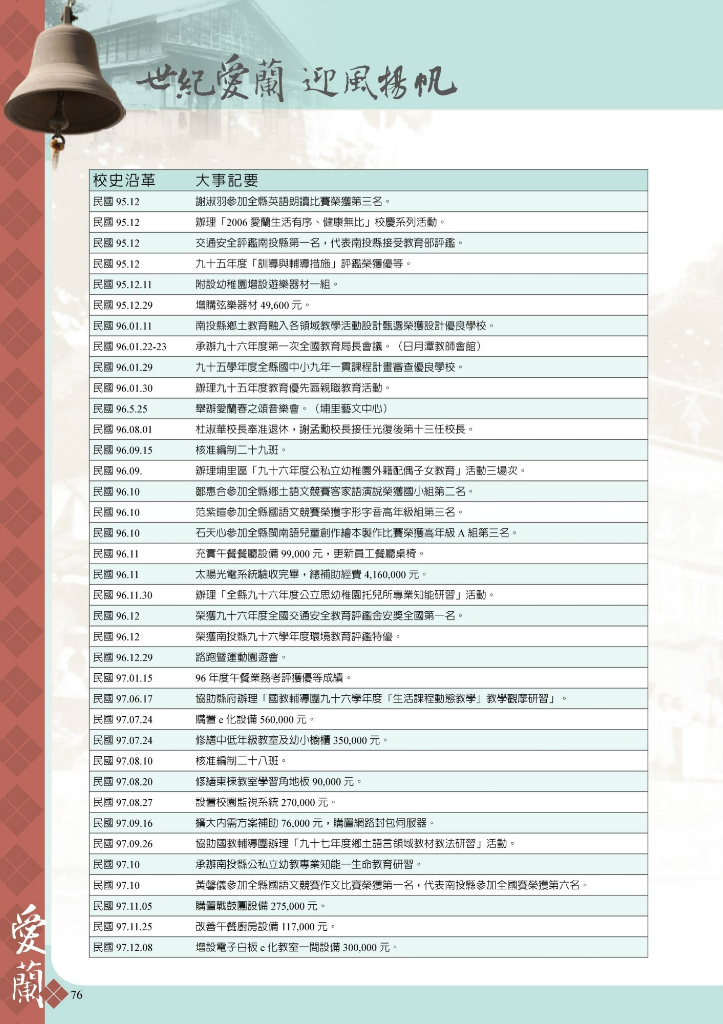 世紀愛蘭 迎風揚帆
校史沿革 大事記要
民國 95.12 謝淑羽參加全縣英語朗讀比賽榮獲第三名。
民國 95.12 辦理「2006 愛蘭生活有序、健康無比」校慶系列活動。
民國 95.12 交通安全評鑑南投縣第一名，代表南投縣接受教育部評鑑。
民國 95.12 九十五年度「訓導與輔導措施」評鑑榮獲優等。
民國 95.12.11 附設幼稚園增設遊樂器材一組。
民國 95.12.29 增購弦樂器材 49,600 元。
民國 96.01.11 南投縣鄉土教育融入各領域教學活動設計甄選榮獲設計優良學校。
民國 96.01.22-23 承辦九十六年度第一次全國教育局長會議。（日月潭教師會館）
民國 96.01.29 九十五學年度全縣國中小九年一貫課程計畫審查優良學校。
民國 96.01.30 辦理九十五年度教育優先區親職教育活動。
民國 96.5.25 舉辦愛蘭春之頌音樂會。（埔里藝文中心）
民國 96.08.01 杜淑華校長奉准退休，謝孟勳校長接任光復後第十三任校長。
民國 96.09.15 核准編制二十九班。
民國 96.09. 辦理埔里區「九十六年度公私立幼稚園外籍配偶子女教育」活動三場次。
民國 96.10 鄒惠合參加全縣鄉土語文競賽客家語演說榮獲國小組第二名。
民國 96.10 范紫暄參加全縣國語文競賽榮獲字形字音高年級組第三名。
民國 96.10 石天心參加全縣閩南語兒童創作繪本製作比賽榮獲高年級 A 組第三名。
民國 96.11 充實午餐餐廳設備 99,000 元，更新員工餐廳桌椅。
民國 96.11 太陽光電系統驗收完畢，總補助經費 4,160,000 元。
民國 96.11.30 辦理「全縣九十六年度公立思幼稚園托兒所專業知能研習」活動。
民國 96.12 榮獲九十六年度全國交通安全教育評鑑金安獎全國第一名。
民國 96.12 榮獲南投縣九十六學年度環境教育評鑑特優。
民國 96.12.29 路跑暨運動園遊會。
民國 97.01.15 96 年度午餐業務考評獲優等成績。
民國 97.06.17 協助縣府辦理「國教輔導團九十六學年度「生活課程動態教學」教學觀摩研習」。
民國 97.07.24 購置 e 化設備 560,000 元。
民國 97.07.24 修繕中低年級教室及幼小櫥櫃 350,000 元。
民國 97.08.10 核准編制二十八班。
民國 97.08.20 修繕東棟教室學習角地板 90,000 元。
民國 97.08.27 設置校園監視系統 270,000 元。
民國 97.09.16 擴大內需方案補助 76,000 元，購置網路封包伺服器。
民國 97.09.26 協助國教輔導團辦理「九十七年度鄉土語言領域教材教法研習」活動。
民國 97.10 承辦南投縣公私立幼教專業知能—生命教育研習。
民國 97.10 黃馨儀參加全縣國語文競賽作文比賽榮獲第一名，代表南投縣參加全國賽榮獲第六名。
民國 97.11.05 購置戰鼓團設備 275,000 元。
民國 97.11.25 改善午餐廚房設備 117,000 元。
民國 97.12.08 增設電子白板 e 化教室一間設備 300,000 元。
愛蘭
76